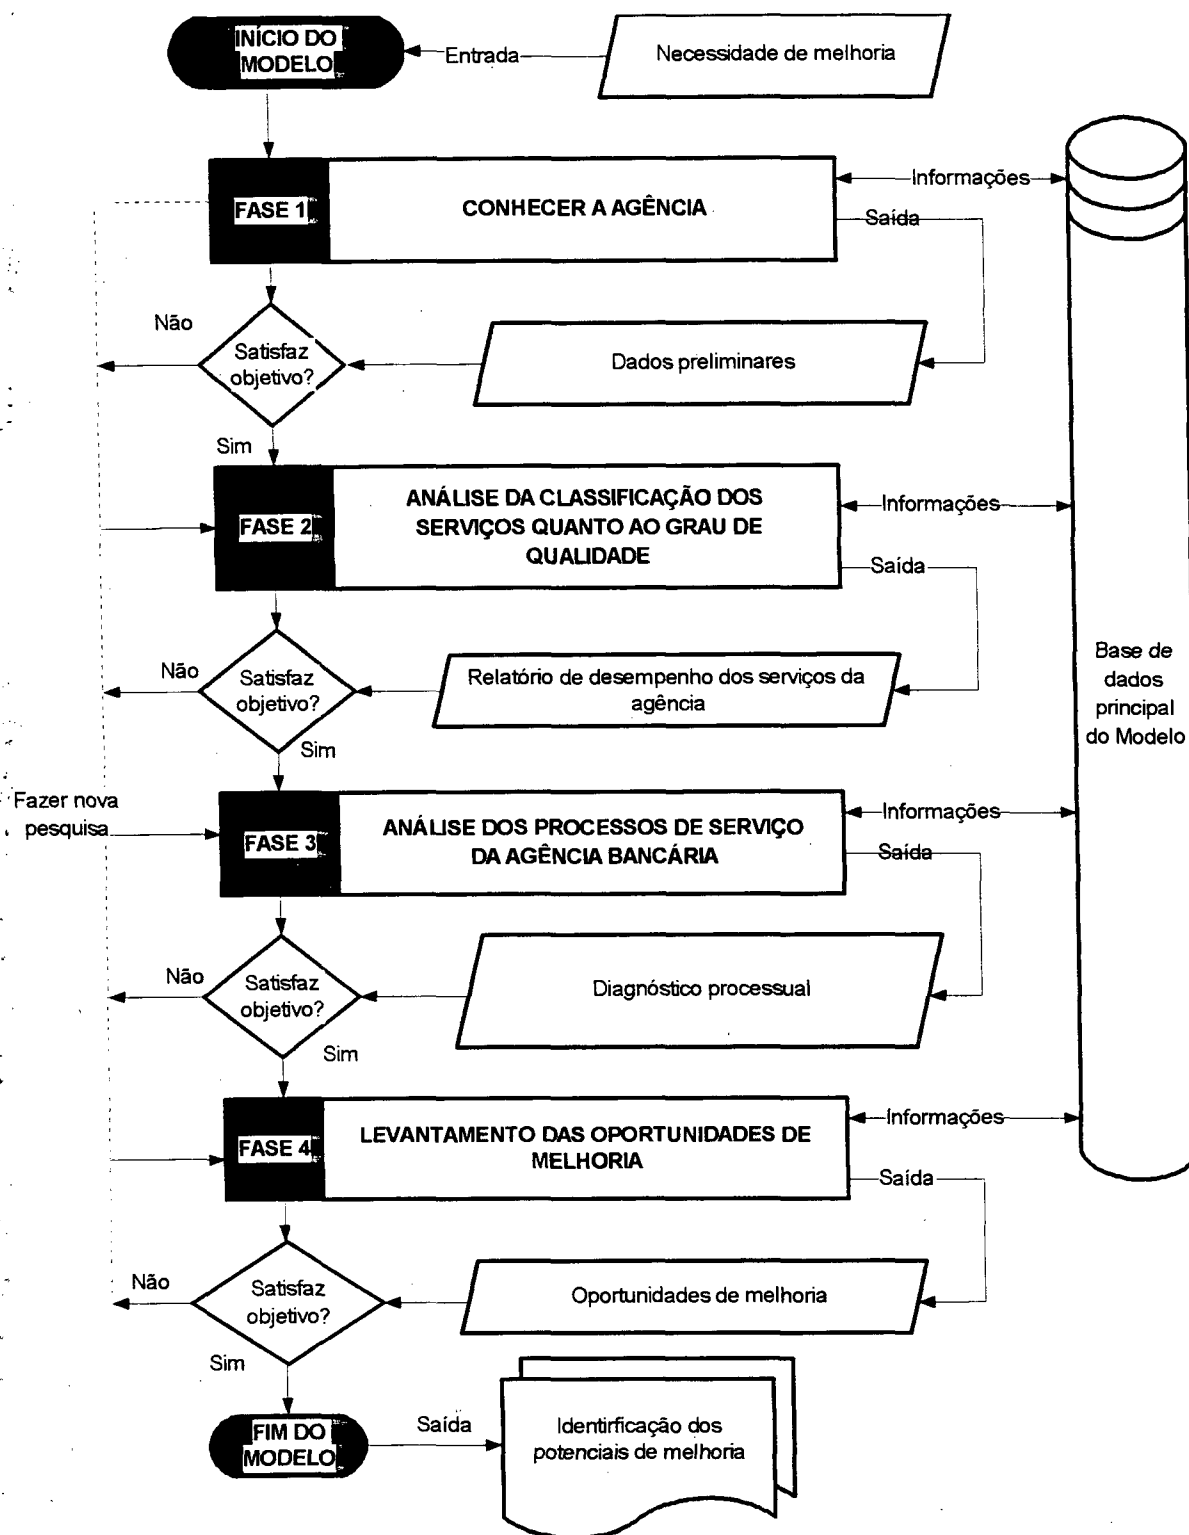 INÍCIO DO
MODELO
Entrada
Necessidade de melhoria
FASE 1
CONHECER A AGÊNCIA
Informações
Saída
Não
Satisfaz
objetivo?
Dados preliminares
Sim
FASE 2
ANÁLISE DA CLASSIFICAÇÃO DOS
SERVIÇOS QUANTO AO GRAU DE
QUALIDADE
Informações
Saída
Não
Satisfaz
objetivo?
Relatório de desempenho dos serviços da
agência
Base de
dados
principal
do Modelo
Sim
Fazer nova
pesquisa
FASE 3
ANÁLISE DOS PROCESSOS DE SERVIÇO
DA AGÊNCIA BANCÁRIA
Informações
Saída
Não
Satisfaz
objetivo?
Diagnóstico processual
Sim
FASE 4
LEVANTAMENTO DAS OPORTUNIDADES DE
MELHORIA
Informações
Saída
Não
Satisfaz
objetivo?
Oportunidades de melhoria
Sim
FIM DO
MODELO
Saída
Identirficação dos
potenciais de melhoria